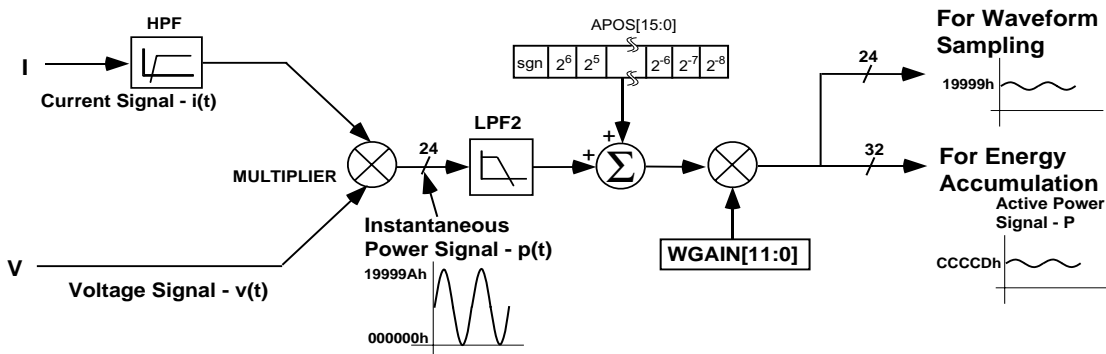 HPF
I
Current Signal - i(t)
APOS[15:0]
sgn 2^6 2^5 2^-6 2^-7 2^-8
For Waveform
Sampling
24
19999h
LPF2
MULTIPLIER
24
+
+
Σ
32
For Energy
Accumulation
Active Power
Signal - P
CCCCDh
WGAIN[11:0]
Instantaneous
Power Signal - p(t)
19999Ah
000000h
V
Voltage Signal - v(t)